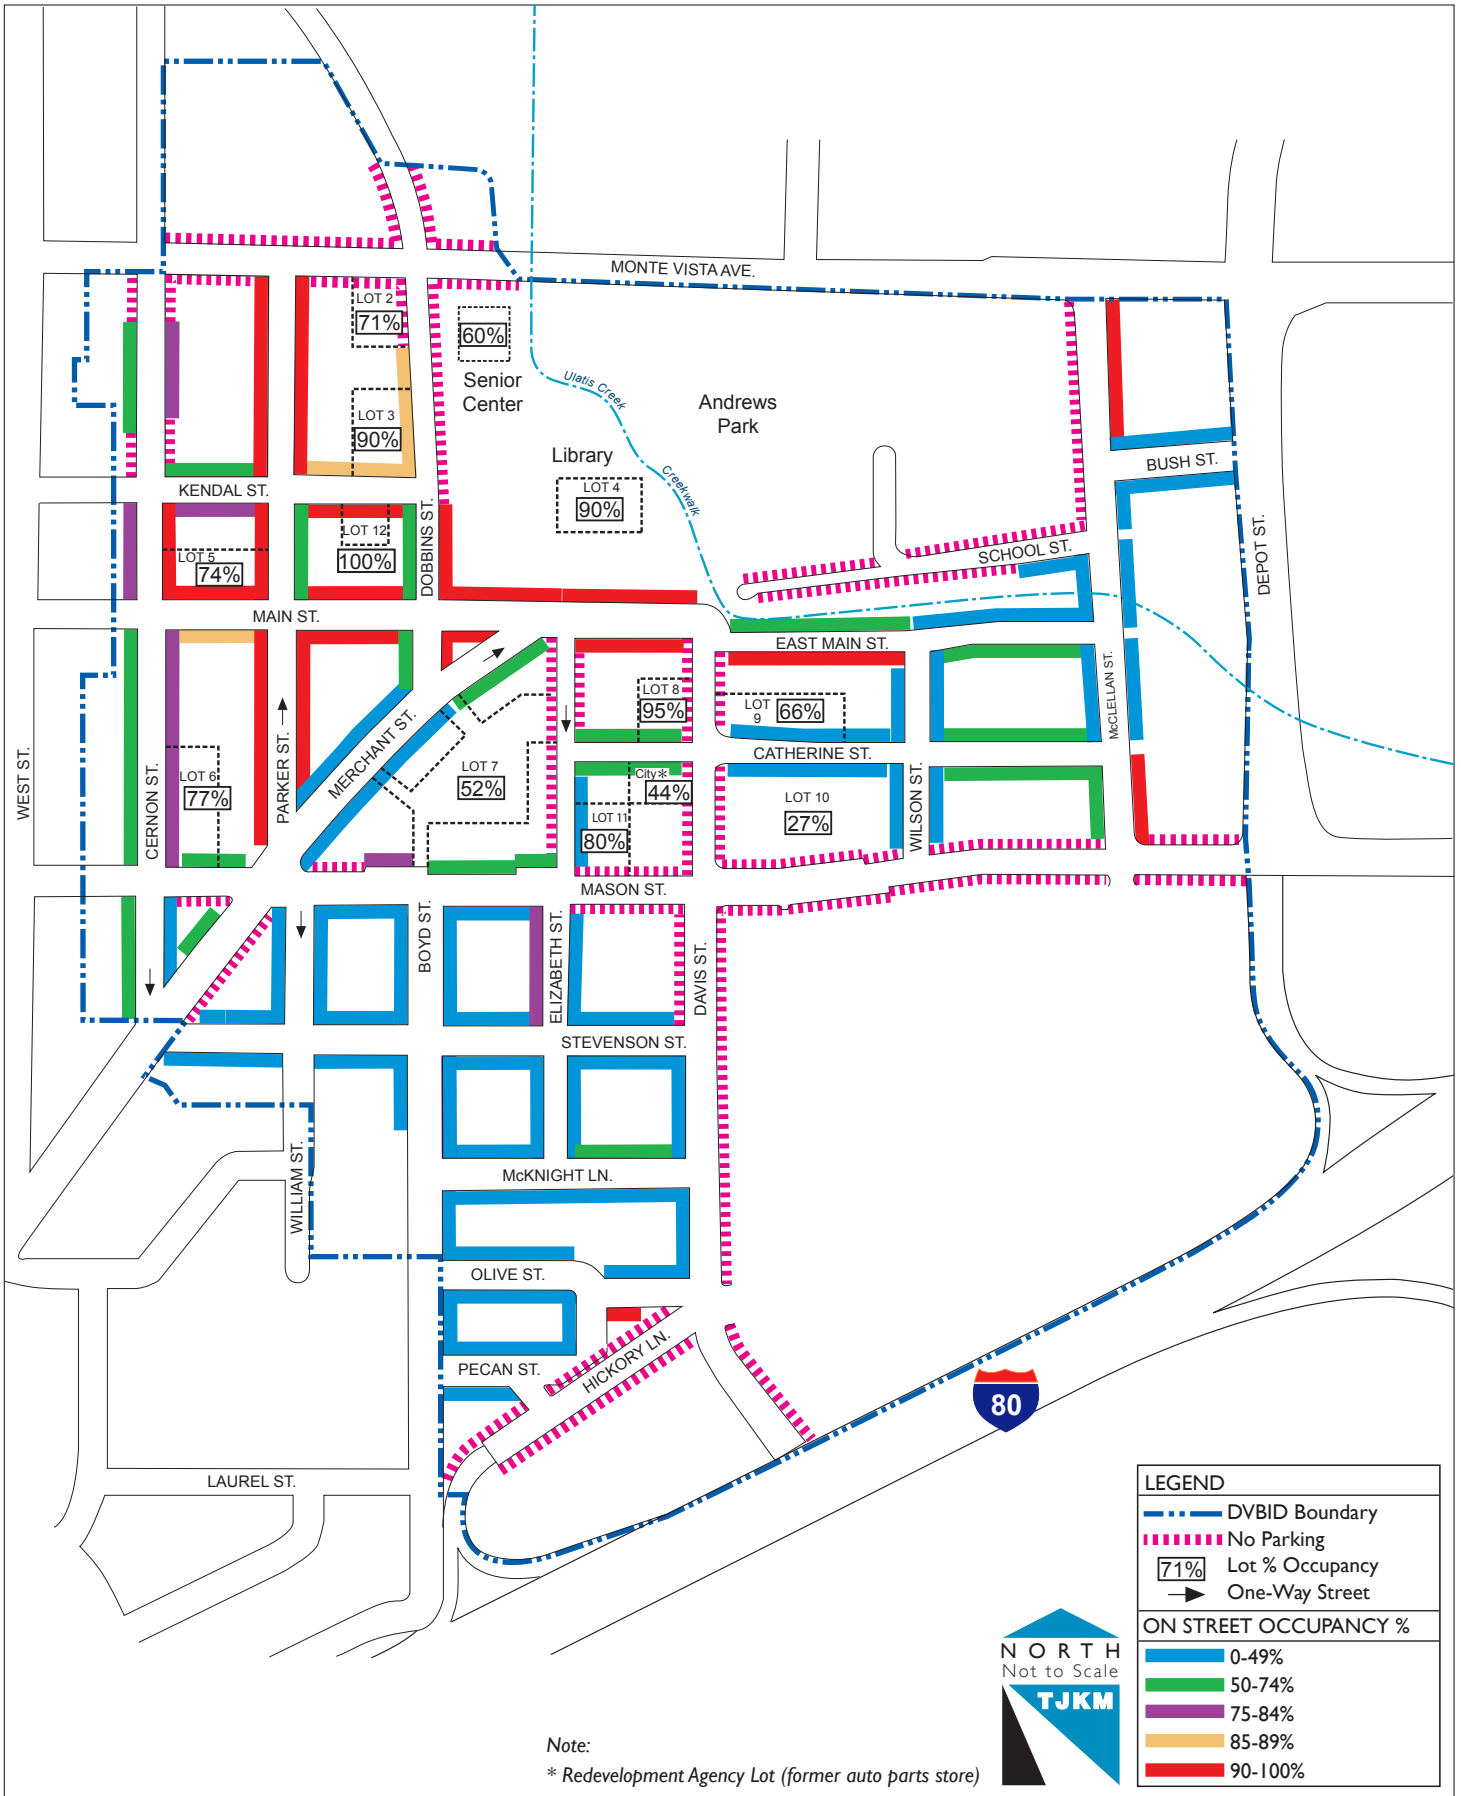 MONTE VISTA AVE.
LOT 2
71%
60%
Senior
Center
Ulatis Creek
Andrews
Park
LOT 3
90%
Library
Creekwalk
BUSH ST.
KENDAL ST.
LOT 4
90%
LOT 12
100%
DOBBINS ST.
LOT 5
74%
SCHOOL ST.
DEPOT ST.
MAIN ST.
EAST MAIN ST.
LOT 8
95%
LOT
9
66%
McCLELLAN ST.
CATHERINE ST.
WEST ST.
CERNON ST.
PARKER ST.
MERCHANT ST.
LOT 6
77%
LOT 7
52%
City*
44%
LOT 11
80%
LOT 10
27%
WILSON ST.
MASON ST.
BOYD ST.
ELIZABETH ST.
DAVIS ST.
STEVENSON ST.
WILLIAM ST.
McKNIGHT LN.
OLIVE ST.
PECAN ST.
HICKORY LN.
80
LAUREL ST.
LEGEND
DVBID Boundary
No Parking
71%
Lot % Occupancy
One-Way Street
ON STREET OCCUPANCY %
0-49%
50-74%
75-84%
85-89%
90-100%
NORTH
Not to Scale
TJKM
Note:
* Redevelopment Agency Lot (former auto parts store)